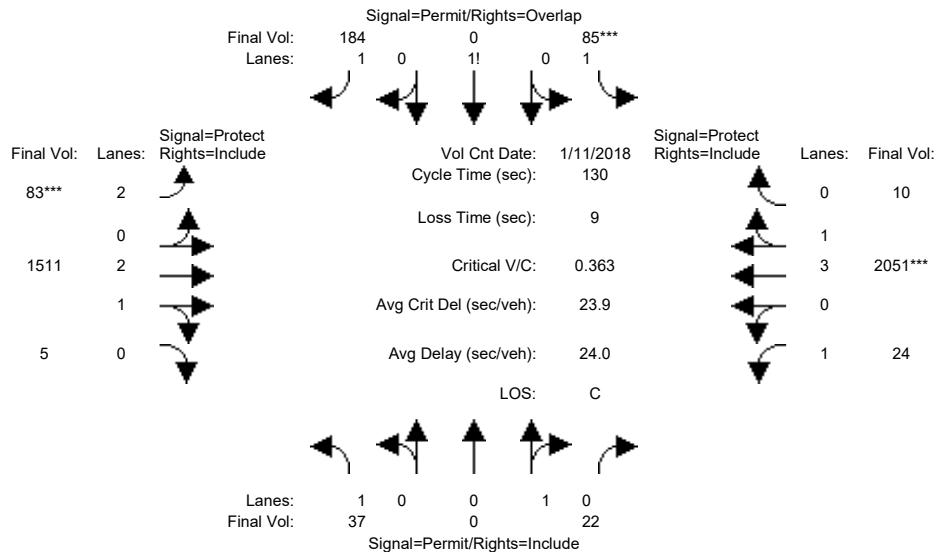 Signal=Permit/Rights=Overlap
Final Vol: 184 0 85***
Lanes: 1 0 1! 0 1
Signal=Protect Signal=Protect
Final Vol: Lanes: Rights=Include Vol Cnt Date: 1/11/2018 Rights=Include Lanes: Final Vol:
Cycle Time (sec): 130
83*** 2 0 10
Loss Time (sec): 9
0 1
1511 2 Critical V/C: 0.363 3 2051***
1 Avg Crit Del (sec/veh): 23.9 0
5 0 Avg Delay (sec/veh): 24.0 1 24
LOS: C
Lanes: 1 0 0 1 0
Final Vol: 37 0 22
Signal=Permit/Rights=Include